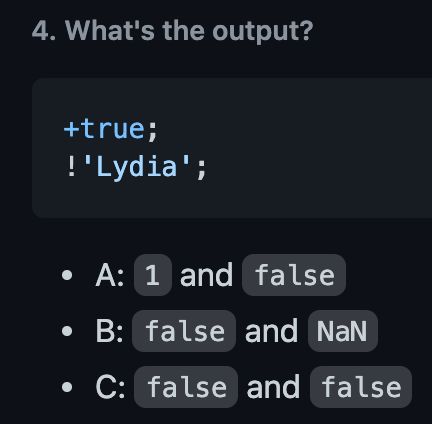 4. What's the output?
+true;
!'Lydia';
• A: 1 and false
• B: false and NaN
• C: false and false